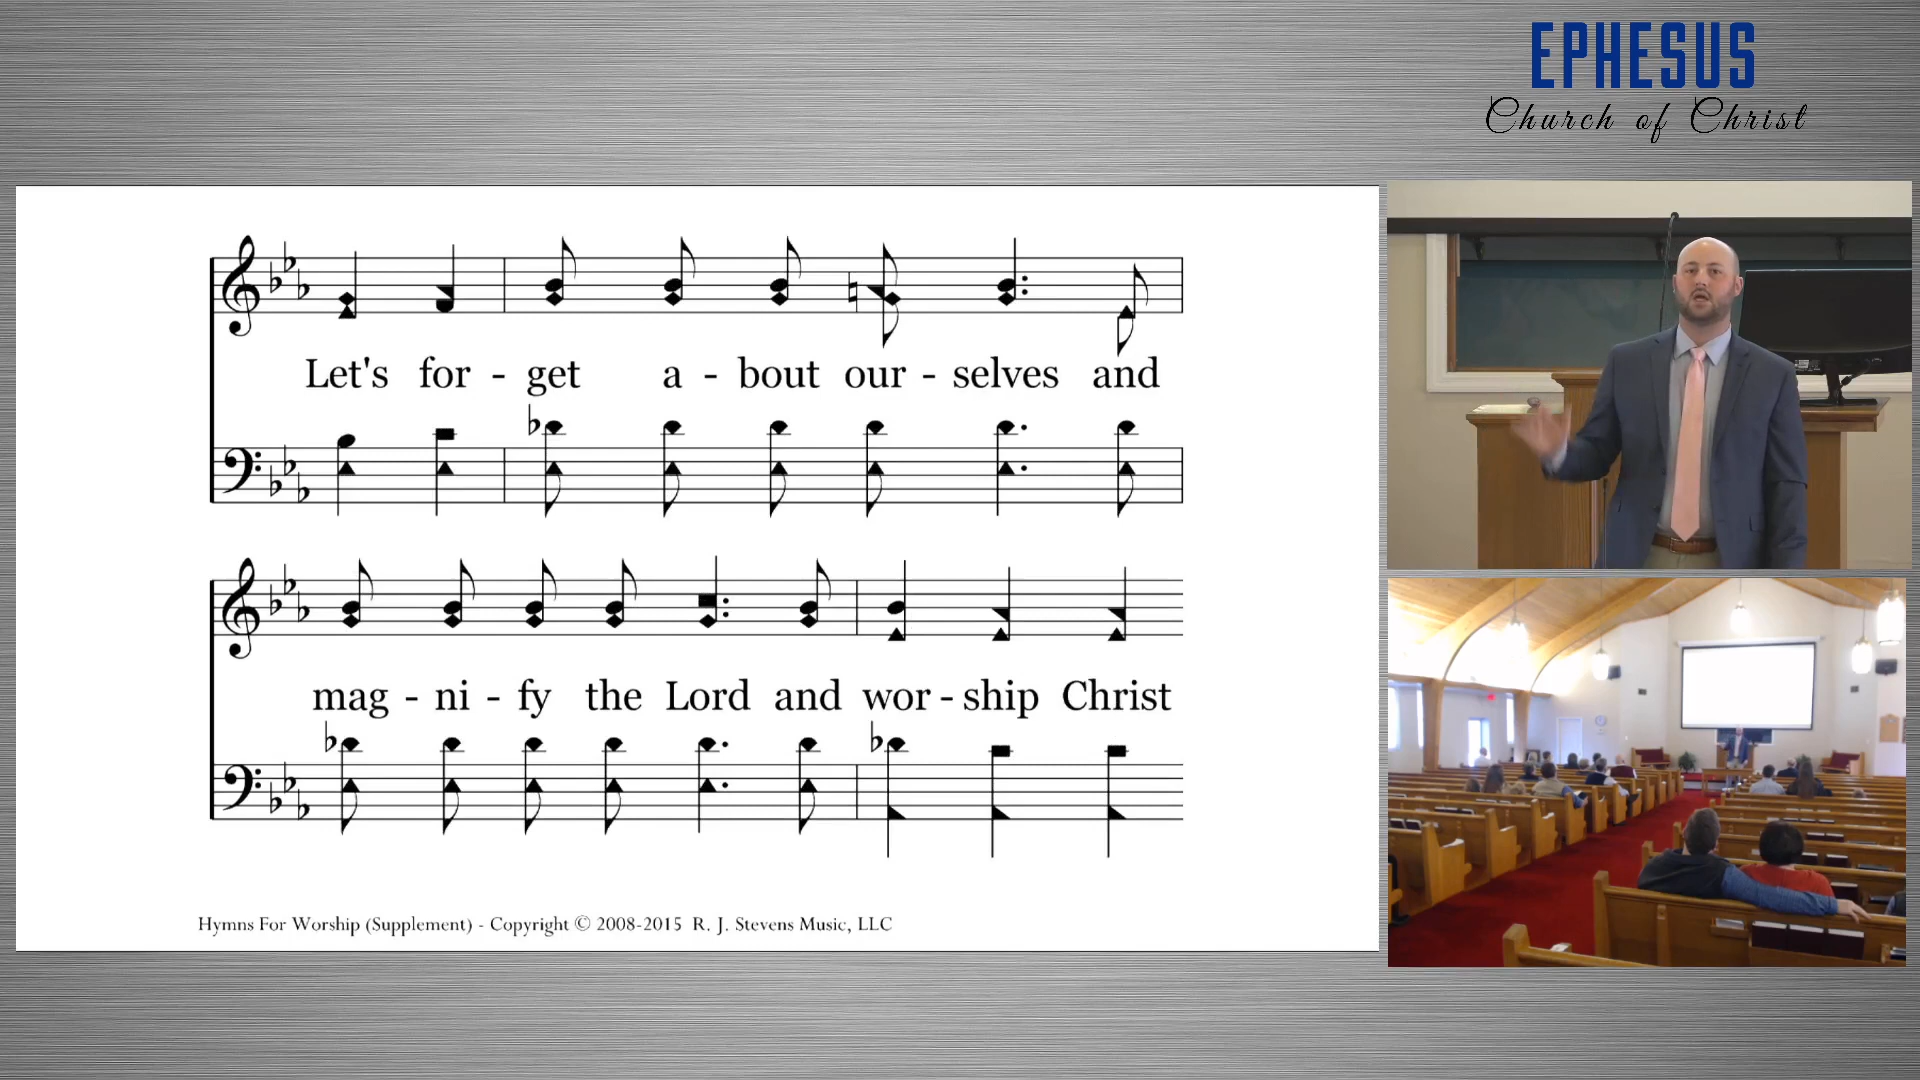 EPHESUS
Church of Christ
Let's for - get a - bout our - selves and
mag - ni - fy the Lord and wor - ship Christ
Hymns For Worship (Supplement) - Copyright © 2008-2015 R. J. Stevens Music, LLC